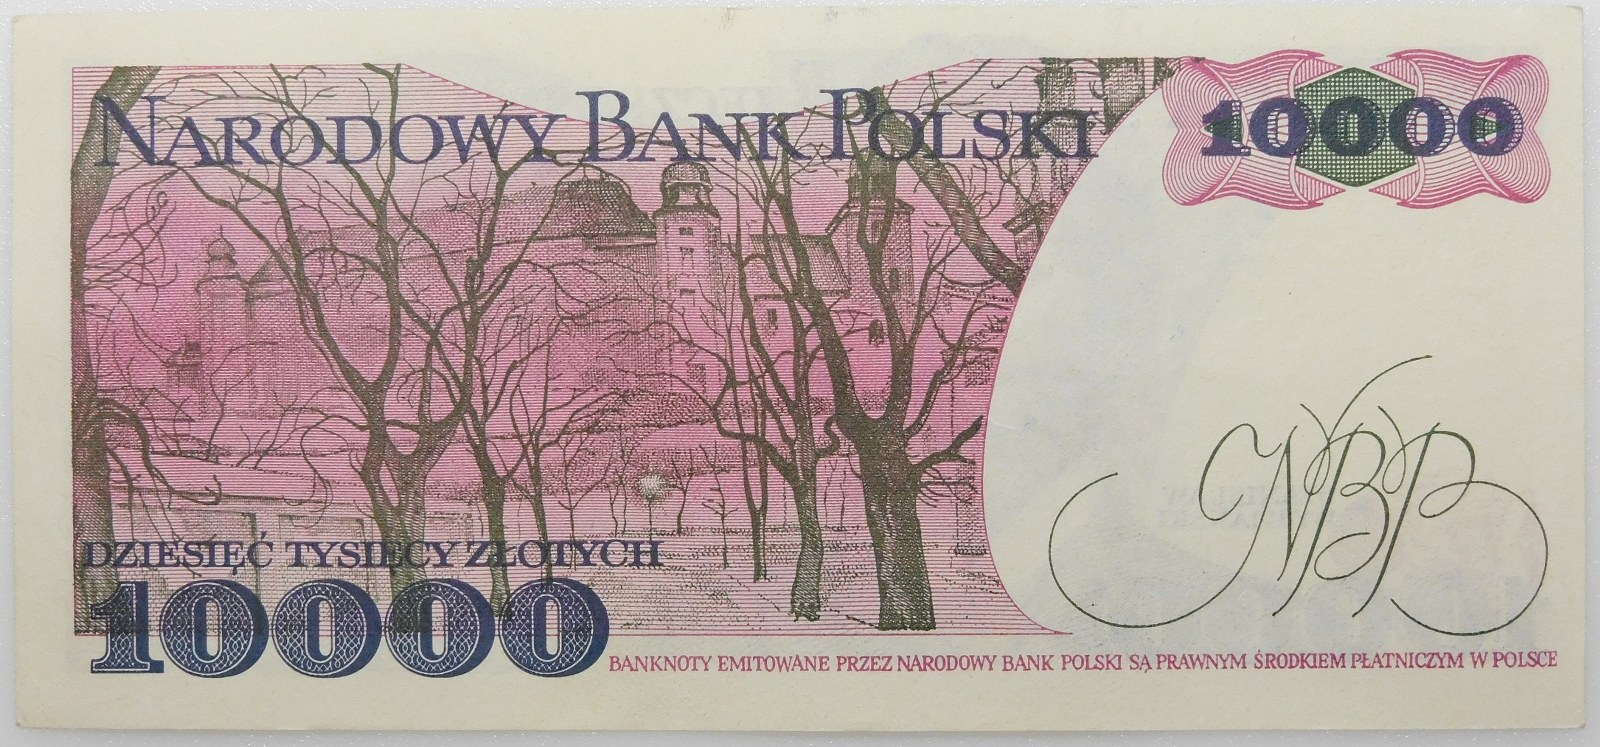 NARODOWY BANK POLSKI
10000
NBP
DZIESIĘĆ TYSIĘCY ZŁOTYCH
10000
BANKNOTY EMITOWANE PRZEZ NARODOWY BANK POLSKI SĄ PRAWNYM ŚRODKIEM PŁATNICZYM W POLSCE